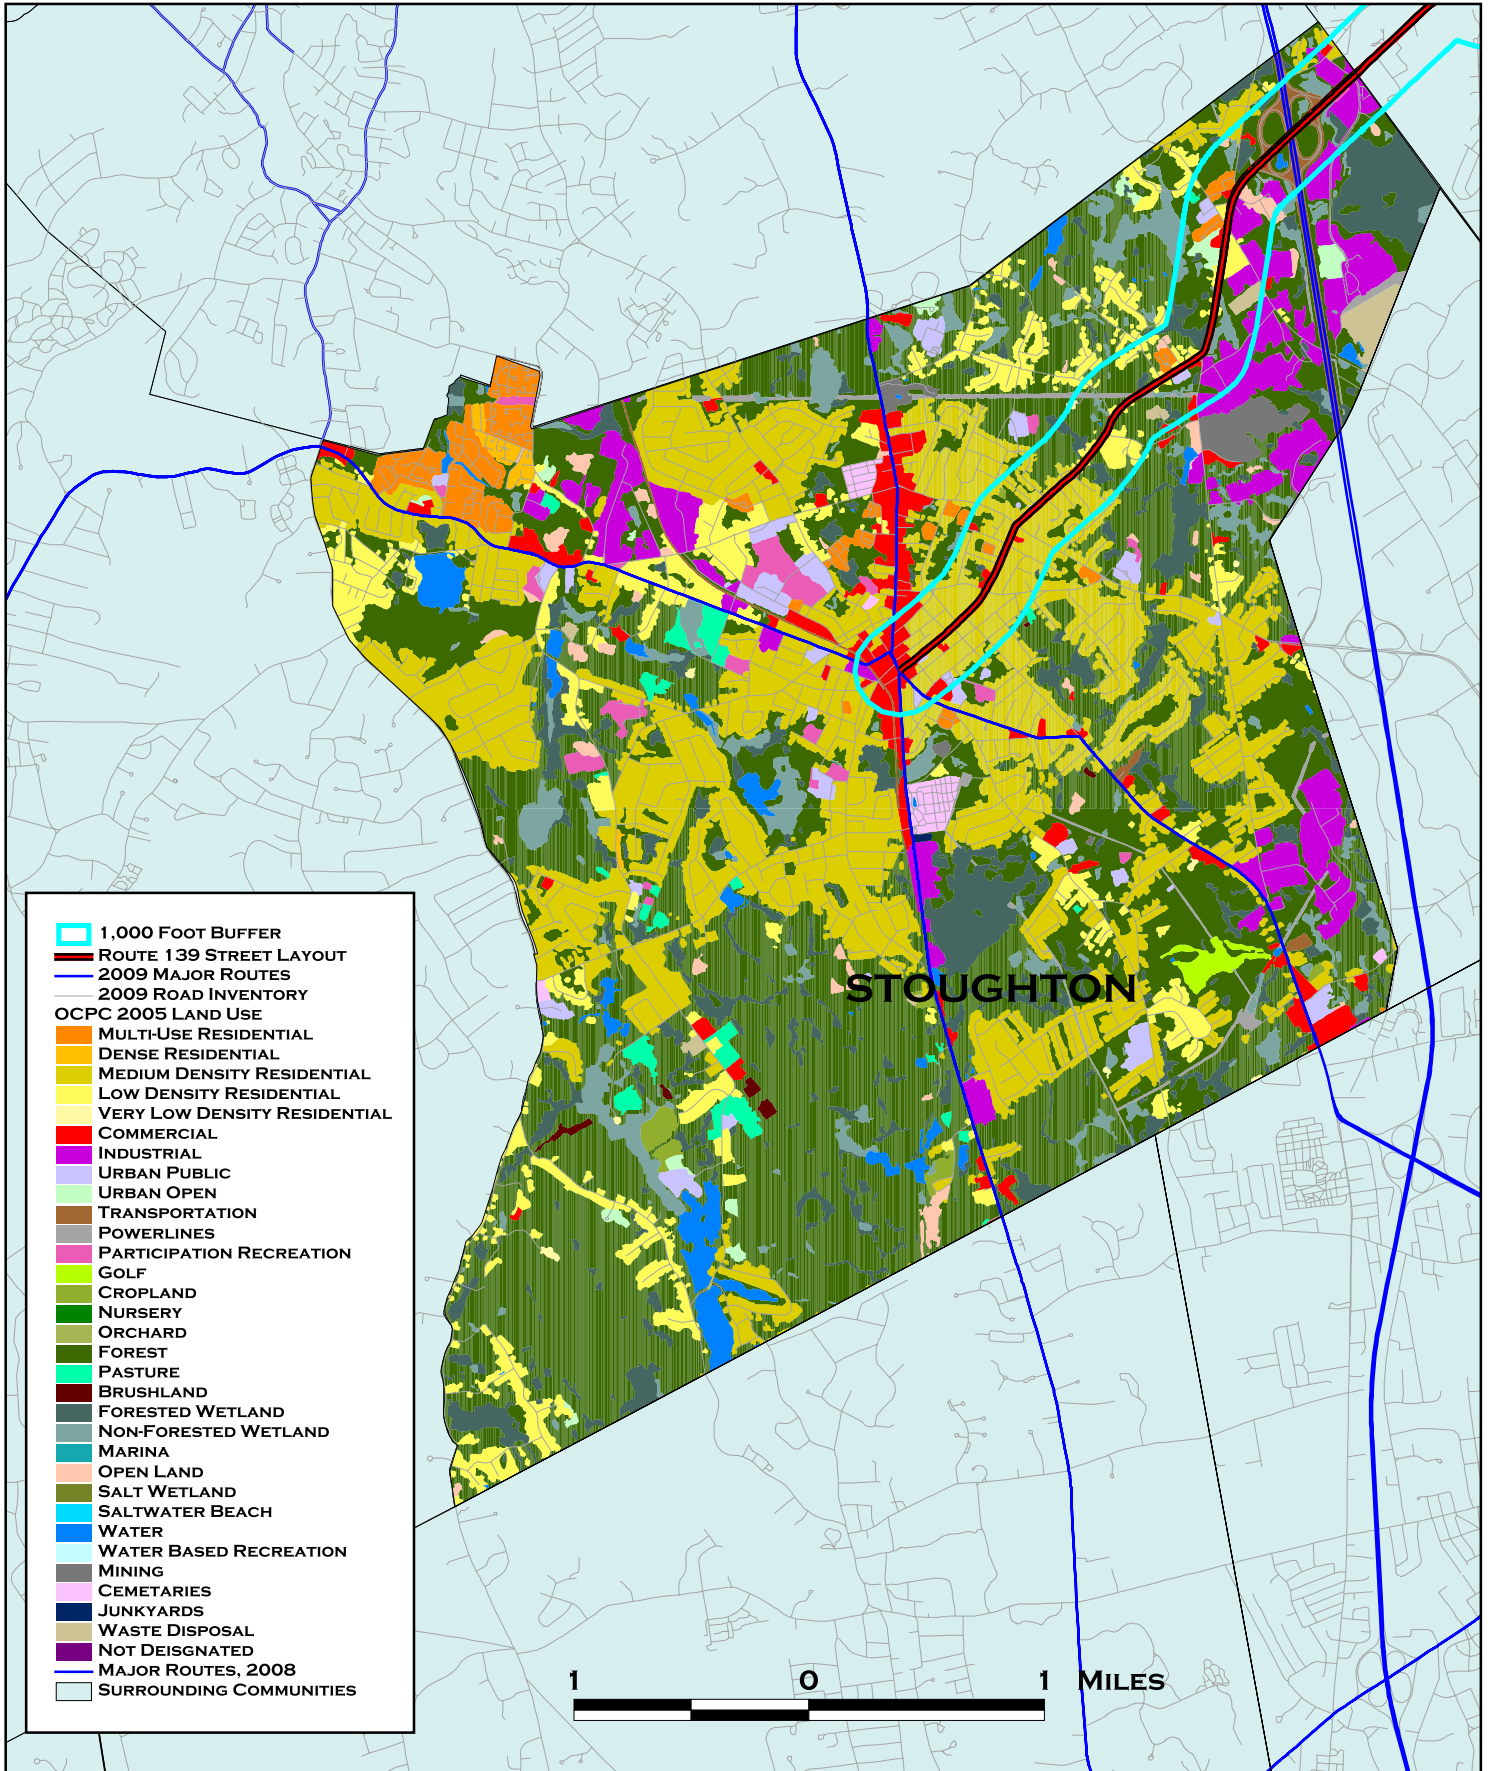 STOUGHTON
1,000 Foot Buffer
Route 139 Street Layout
2009 Major Routes
2009 Road Inventory
OCPC 2005 Land Use
Multi-Use Residential
Dense Residential
Medium Density Residential
Low Density Residential
Very Low Density Residential
Commercial
Industrial
Urban Public
Urban Open
Transportation
Powerlines
Participation Recreation
Golf
Cropland
Nursery
Orchard
Forest
Pasture
Brushland
Forested Wetland
Non-Forested Wetland
Marina
Open Land
Salt Wetland
Saltwater Beach
Water
Water Based Recreation
Mining
Cemetaries
Junkyards
Waste Disposal
Not Deisgnated
Major Routes, 2008
Surrounding Communities
1 0 1 Miles